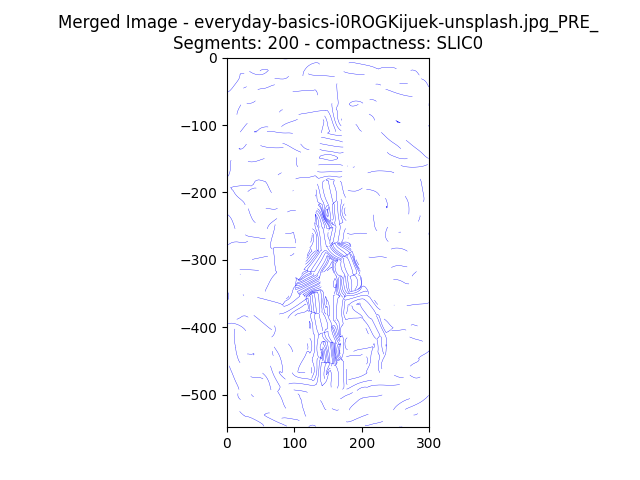 Merged Image - everyday-basics-i0ROGKijuek-unsplash.jpg_PRE_
Segments: 200 - compactness: SLIC0
0
−100
−200
−300
−400
−500
0 100 200 300